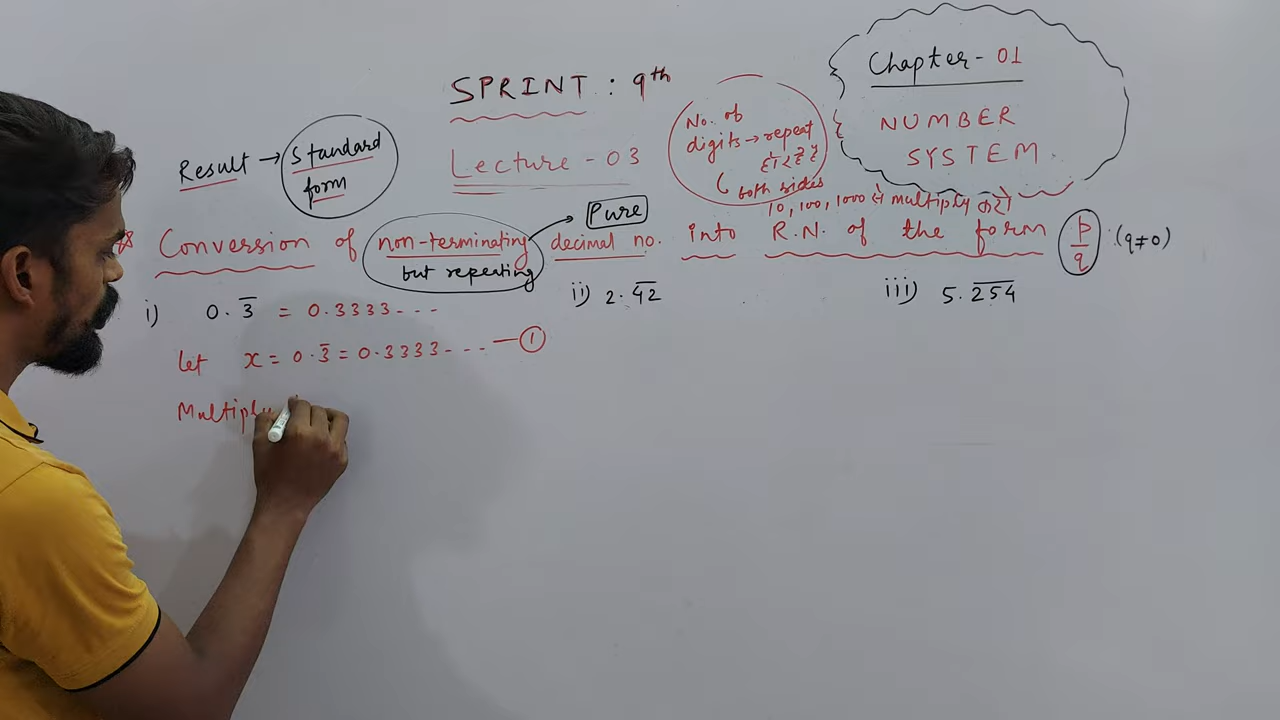 SPRINT : 9th
Lecture - 03
Chapter - 01
NUMBER
SYSTEM
Result → Standard
form
No. of
digits → repeat
हो रहे हैं
both sides
10, 100, 1000 से multiply करो
Pure
Conversion of non-terminating decimal no. into R.N. of the form p/q (q≠0)
but repeating
i) 0.3̅ = 0.3333---
ii) 2.4̅2̅
iii) 5.2̅5̅4̅
Let x = 0.3̅ = 0.3333--- — ①
Multiply